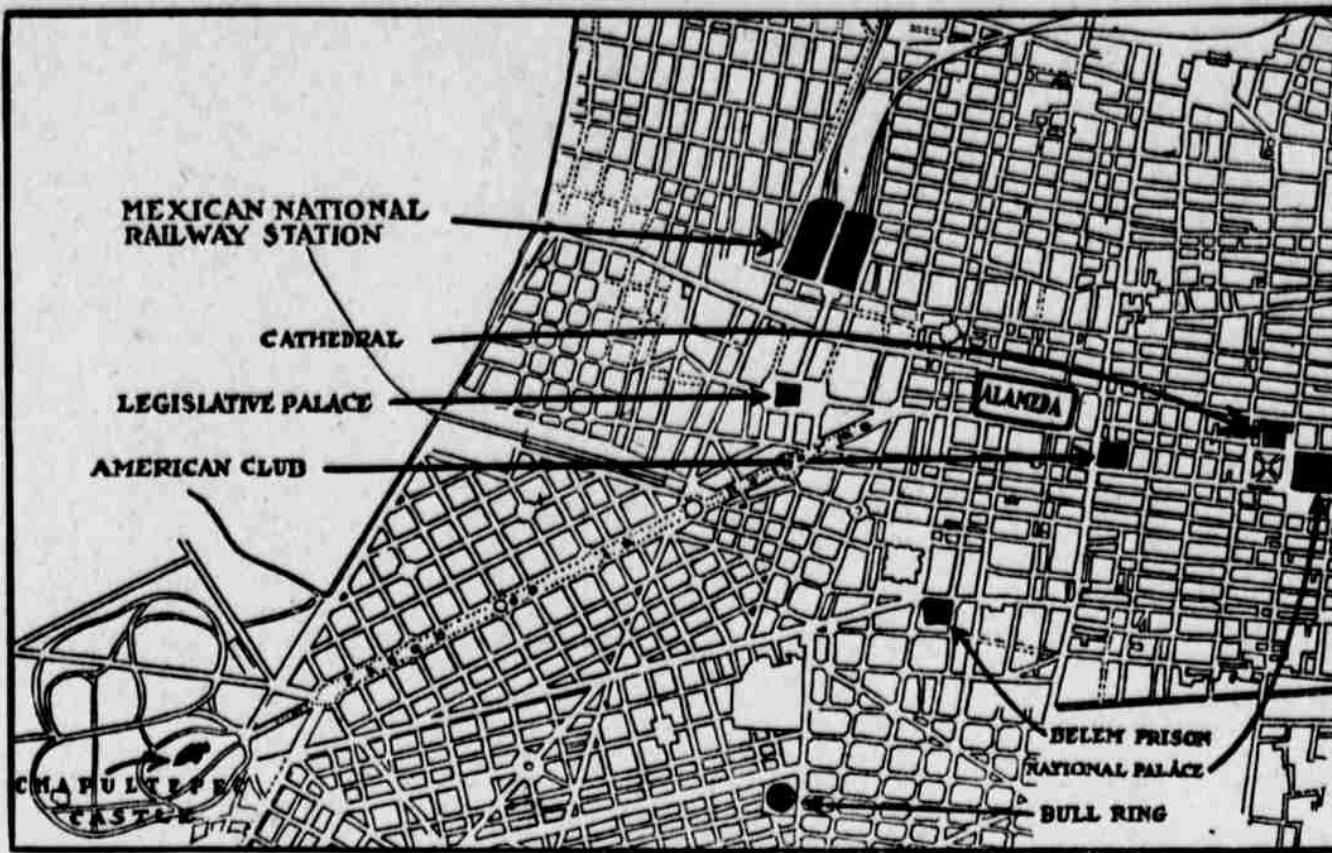 MEXICAN NATIONAL
RAILWAY STATION
CATHEDRAL
LEGISLATIVE PALACE
ALAMEDA
AMERICAN CLUB
BELEM PRISON
NATIONAL PALACE
CHAPULTEPEC
CASTLE
BULL RING